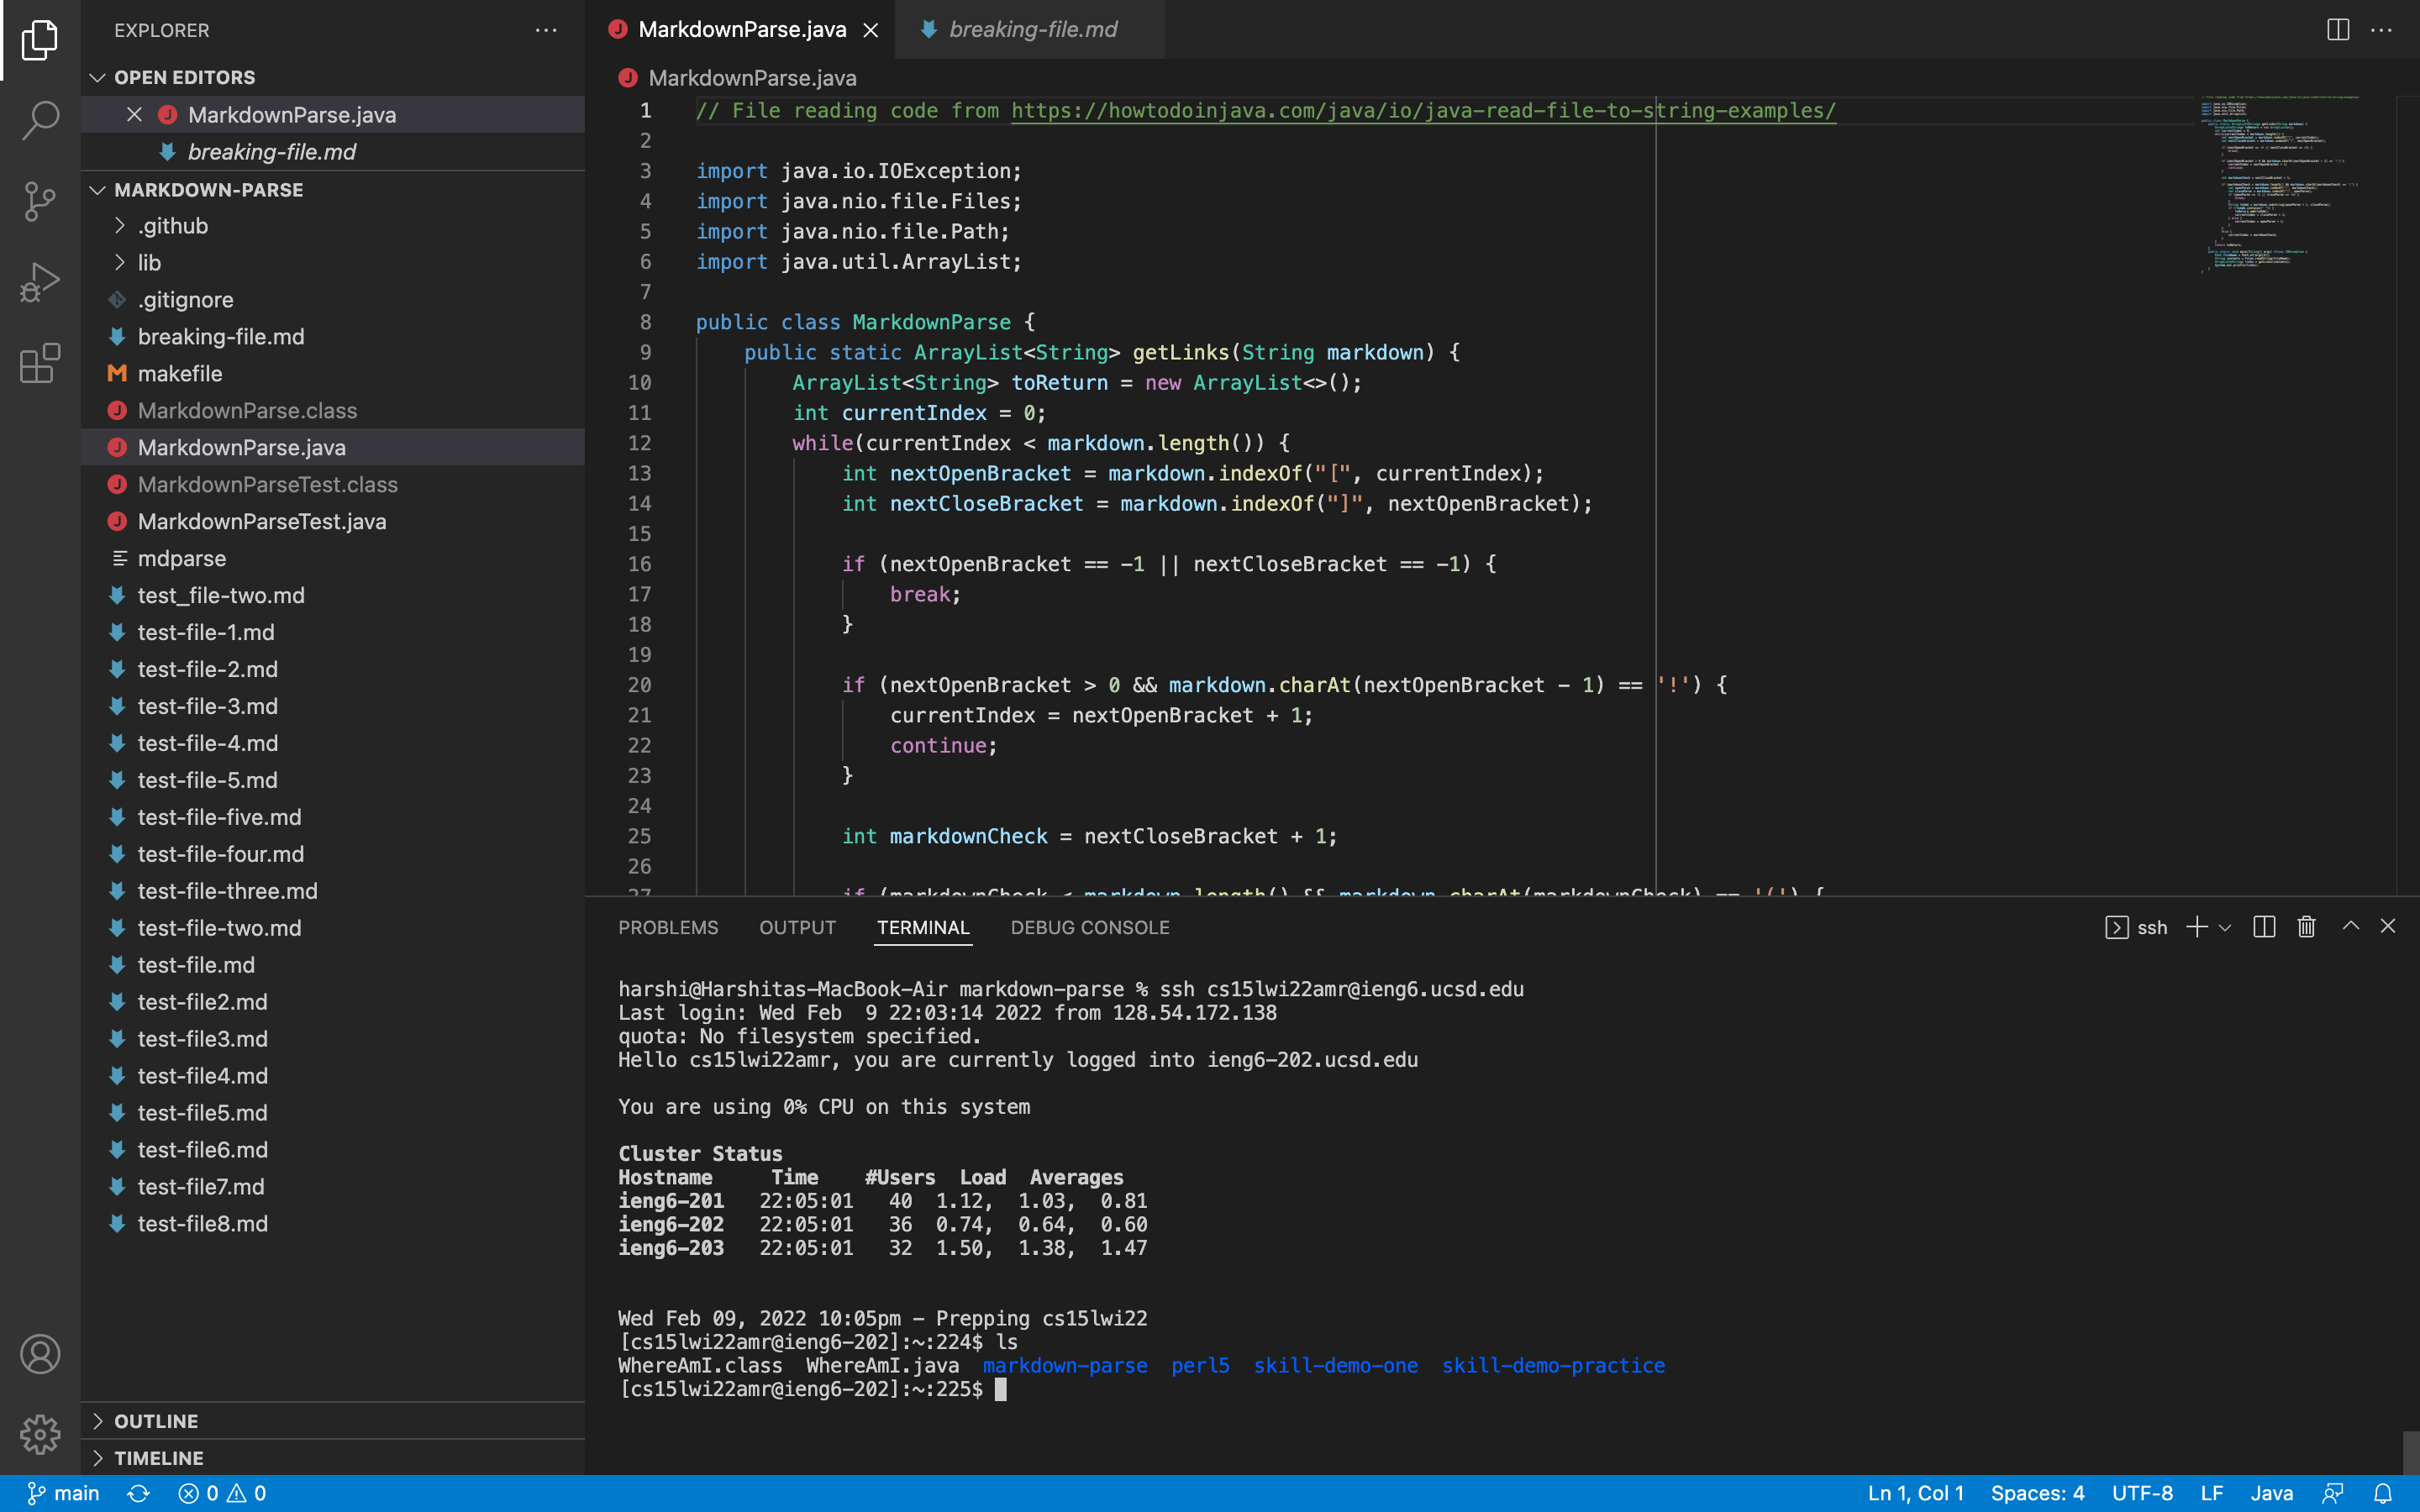 EXPLORER
OPEN EDITORS
MarkdownParse.java
breaking-file.md
MARKDOWN-PARSE
.github
lib
.gitignore
breaking-file.md
makefile
MarkdownParse.class
MarkdownParse.java
MarkdownParseTest.class
MarkdownParseTest.java
mdparse
test_file-two.md
test-file-1.md
test-file-2.md
test-file-3.md
test-file-4.md
test-file-5.md
test-file-five.md
test-file-four.md
test-file-three.md
test-file-two.md
test-file.md
test-file2.md
test-file3.md
test-file4.md
test-file5.md
test-file6.md
test-file7.md
test-file8.md
OUTLINE
TIMELINE
MarkdownParse.java breaking-file.md
MarkdownParse.java
1 // File reading code from https://howtodoinjava.com/java/io/java-read-file-to-string-examples/
2
3 import java.io.IOException;
4 import java.nio.file.Files;
5 import java.nio.file.Path;
6 import java.util.ArrayList;
7
8 public class MarkdownParse {
9 public static ArrayList<String> getLinks(String markdown) {
10 ArrayList<String> toReturn = new ArrayList<>();
11 int currentIndex = 0;
12 while(currentIndex < markdown.length()) {
13 int nextOpenBracket = markdown.indexOf("[", currentIndex);
14 int nextCloseBracket = markdown.indexOf("]", nextOpenBracket);
15
16 if (nextOpenBracket == -1 || nextCloseBracket == -1) {
17 break;
18 }
19
20 if (nextOpenBracket > 0 && markdown.charAt(nextOpenBracket - 1) == '!') {
21 currentIndex = nextOpenBracket + 1;
22 continue;
23 }
24
25 int markdownCheck = nextCloseBracket + 1;
26
27 if (markdownCheck < markdown.length() && markdown.charAt(markdownCheck) == '(') {
PROBLEMS OUTPUT TERMINAL DEBUG CONSOLE ssh
harshi@Harshitas-MacBook-Air markdown-parse % ssh cs15lwi22amr@ieng6.ucsd.edu
Last login: Wed Feb  9 22:03:14 2022 from 128.54.172.138
quota: No filesystem specified.
Hello cs15lwi22amr, you are currently logged into ieng6-202.ucsd.edu
You are using 0% CPU on this system
Cluster Status
Hostname Time #Users Load Averages
ieng6-201 22:05:01 40 1.12, 1.03, 0.81
ieng6-202 22:05:01 36 0.74, 0.64, 0.60
ieng6-203 22:05:01 32 1.50, 1.38, 1.47
Wed Feb 09, 2022 10:05pm - Prepping cs15lwi22
[cs15lwi22amr@ieng6-202]:~:224$ ls
WhereAmI.class WhereAmI.java markdown-parse perl5 skill-demo-one skill-demo-practice
[cs15lwi22amr@ieng6-202]:~:225$
main 0 0 Ln 1, Col 1 Spaces: 4 UTF-8 LF Java